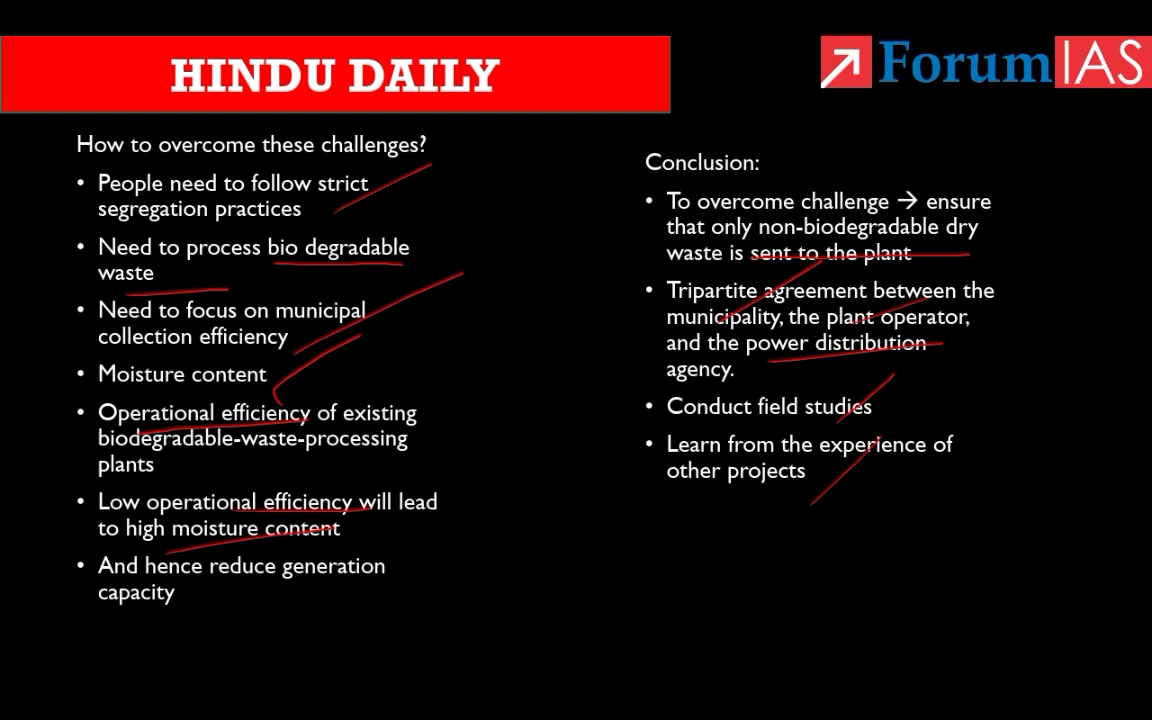 HINDU DAILY
ForumIAS
How to overcome these challenges?
• People need to follow strict
segregation practices
• Need to process bio degradable
waste
• Need to focus on municipal
collection efficiency
• Moisture content
• Operational efficiency of existing
biodegradable-waste-processing
plants
• Low operational efficiency will lead
to high moisture content
• And hence reduce generation
capacity
Conclusion:
• To overcome challenge → ensure
that only non-biodegradable dry
waste is sent to the plant
• Tripartite agreement between the
municipality, the plant operator,
and the power distribution
agency.
• Conduct field studies
• Learn from the experience of
other projects